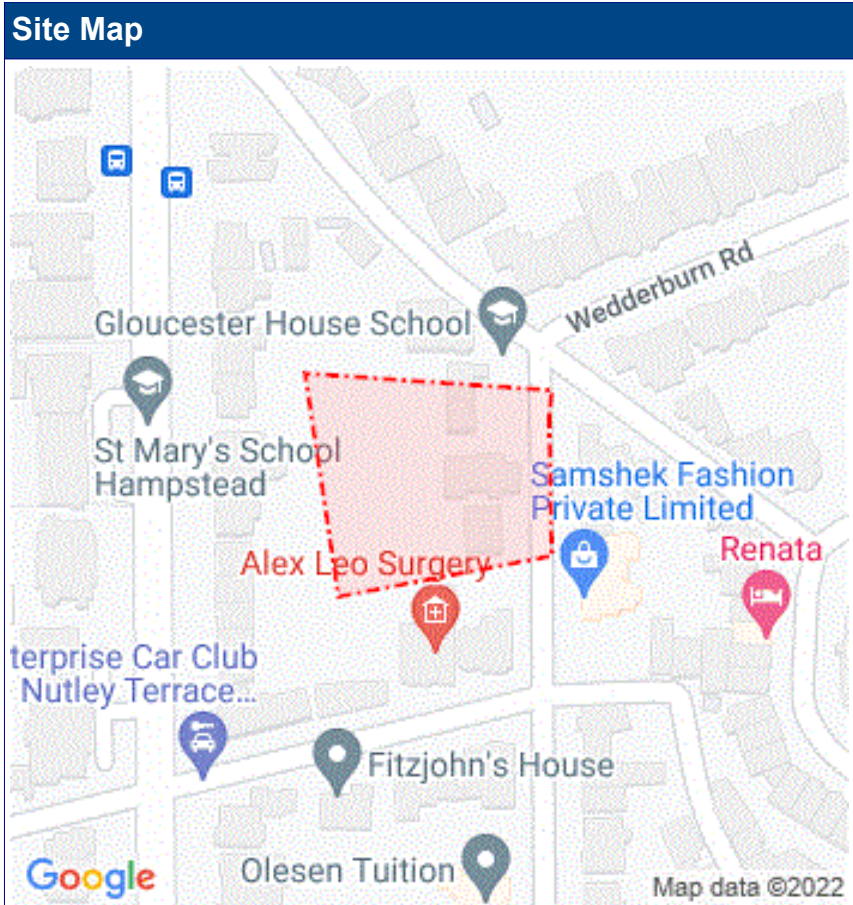 Site Map
Wedderburn Rd
Gloucester House School
St Mary's School
Hampstead
Samshek Fashion
Private Limited
Renata
Alex Leo Surgery
terprise Car Club
Nutley Terrace...
Fitzjohn's House
Olesen Tuition
Google
Map data ©2022